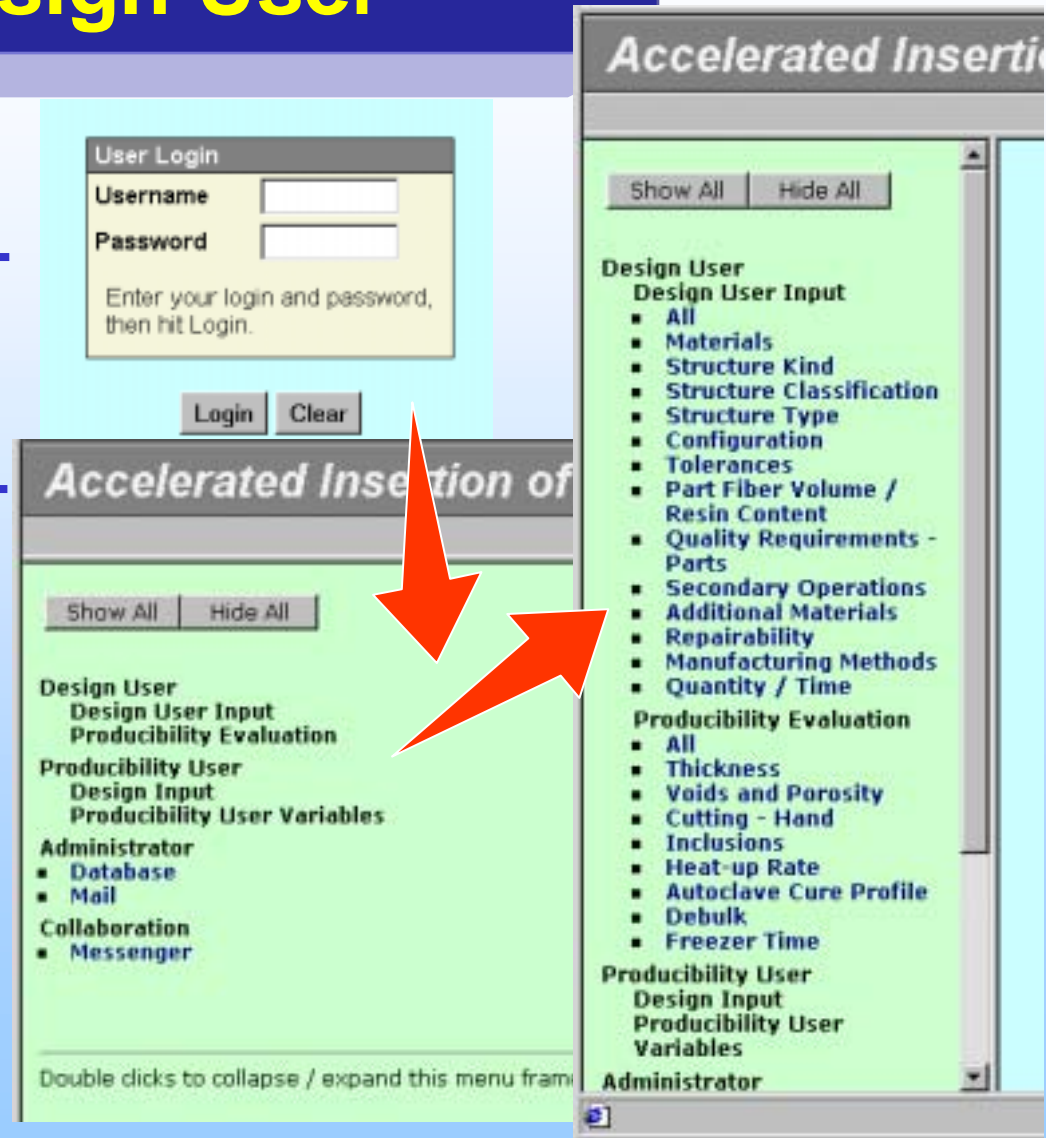 User
User Login
Username
Password
Enter your login and password,
then hit Login.
Login Clear
Accelerated Insertion of
Show All Hide All
Design User
Design User Input
Producibility Evaluation
Producibility User
Design Input
Producibility User Variables
Administrator
Database
Mail
Collaboration
Messenger
Double clicks to collapse / expand this menu
Accelerated
Show All Hide All
Design User
Design User Input
All
Materials
Structure Kind
Structure Classification
Structure Type
Configuration
Tolerances
Part Fiber Volume /
Resin Content
Quality Requirements -
Parts
Secondary Operations
Additional Materials
Repairability
Manufacturing Methods
Quantity / Time
Producibility Evaluation
All
Thickness
Voids and Porosity
Cutting - Hand
Inclusions
Heat-up Rate
Autoclave Cure Profile
Debulk
Freezer Time
Producibility User
Design Input
Producibility User
Variables
Administrator